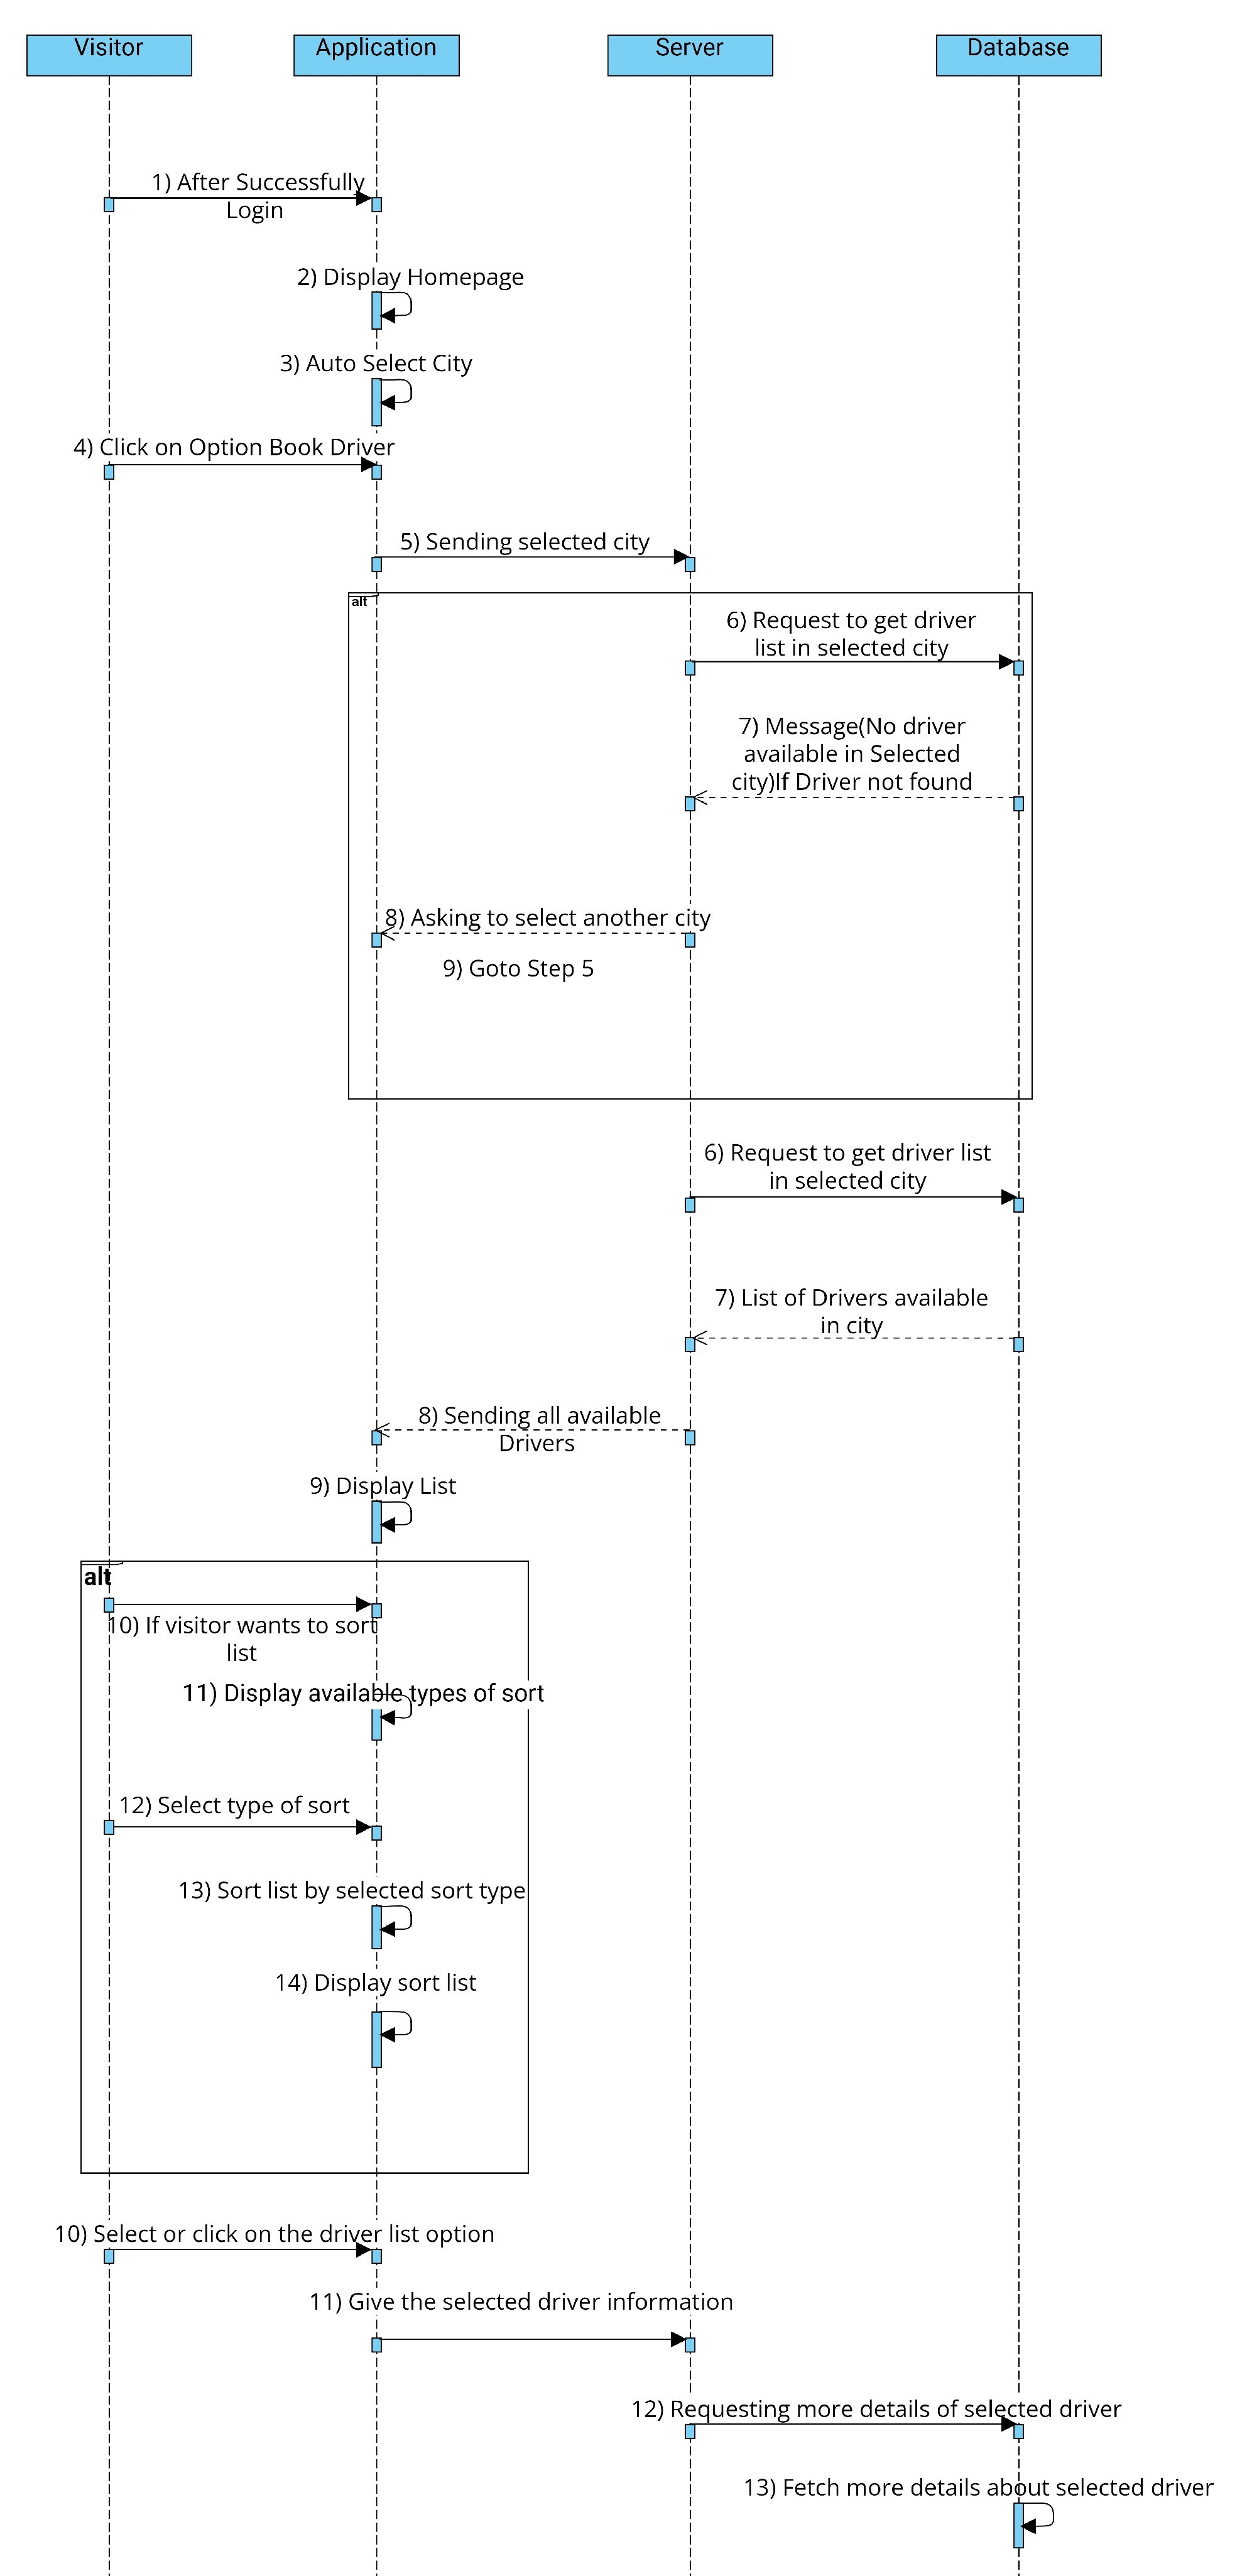 Visitor
Application
Server
Database
1) After Successfully
Login
2) Display Homepage
3) Auto Select City
4) Click on Option Book Driver
5) Sending selected city
alt
6) Request to get driver
list in selected city
7) Message(No driver
available in Selected
city)If Driver not found
8) Asking to select another city
9) Goto Step 5
6) Request to get driver list
in selected city
7) List of Drivers available
in city
8) Sending all available
Drivers
9) Display List
alt
10) If visitor wants to sort
list
11) Display available types of sort
12) Select type of sort
13) Sort list by selected sort type
14) Display sort list
10) Select or click on the driver list option
11) Give the selected driver information
12) Requesting more details of selected driver
13) Fetch more details about selected driver